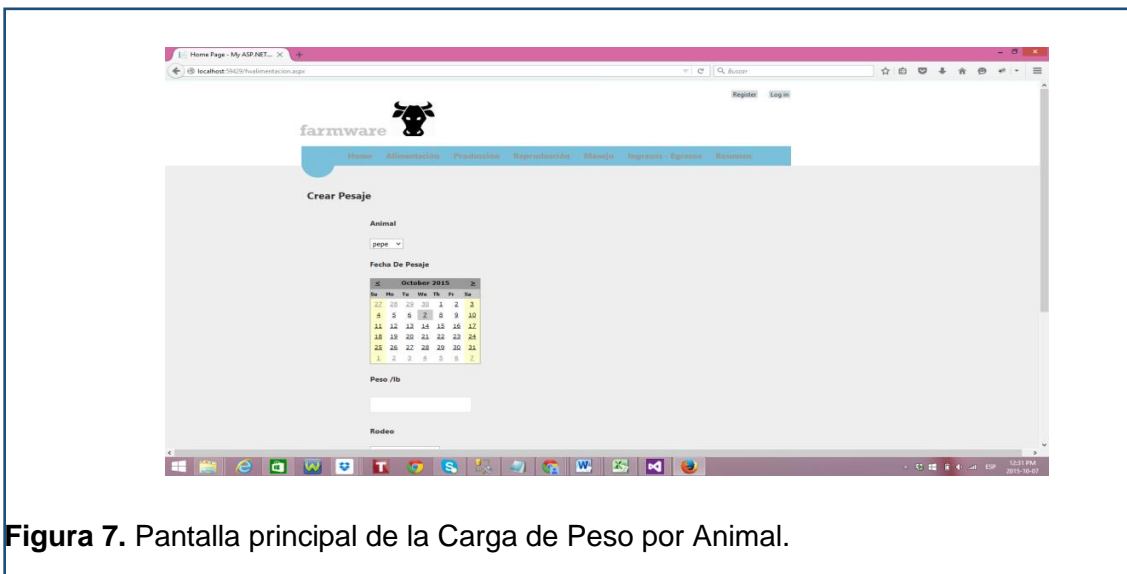 Home Page - My ASP.NET...
localhost:59429/fwalimentacion.aspx
Buscar
Register Log in
farmware
Home Alimentación Producción Reproducción Manejo Ingresos - Egresos Resumen
Crear Pesaje
Animal
pepe
Fecha De Pesaje
< October 2015 >
Su Mo Tu We Th Fr Sa
27 28 29 30 1 2 3
4 5 6 7 8 9 10
11 12 13 14 15 16 17
18 19 20 21 22 23 24
25 26 27 28 29 30 31
1 2 3 4 5 6 7
Peso /lb
Rodeo
ESP 12:31 PM
2015-10-07
Figura 7. Pantalla principal de la Carga de Peso por Animal.